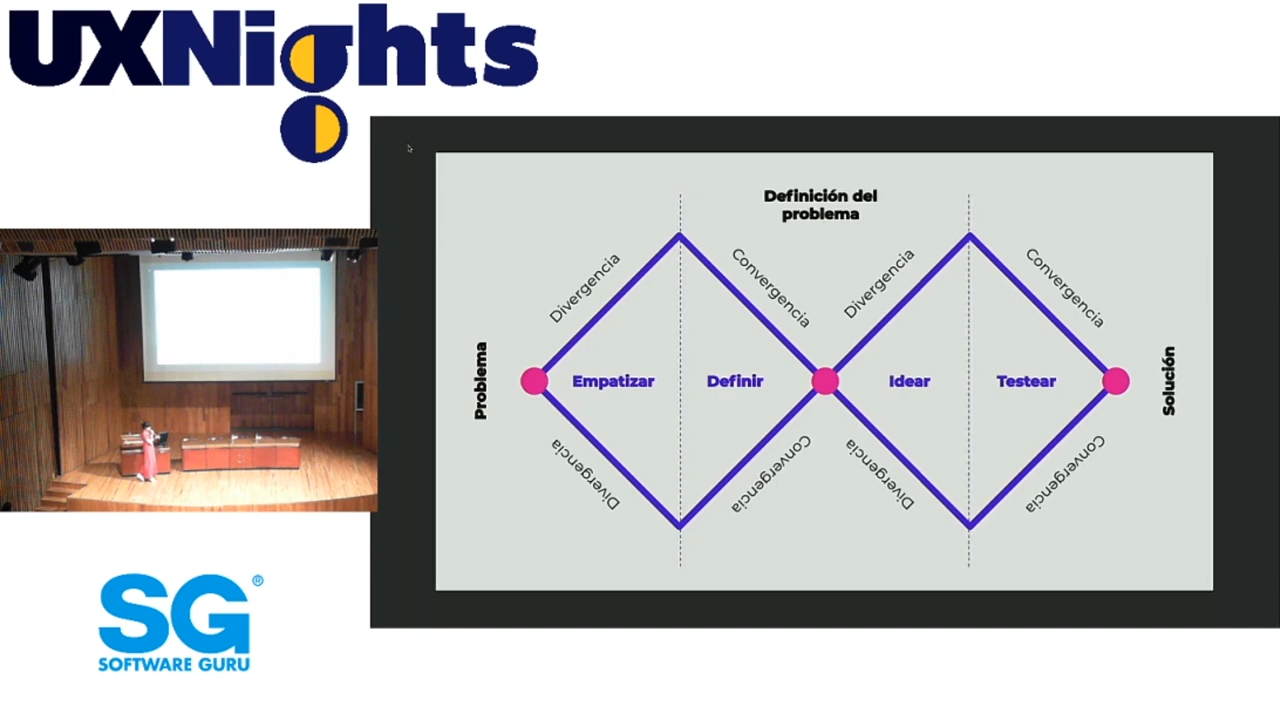 UXNights
Definición del
problema
Divergencia
Convergencia
Divergencia
Convergencia
Problema
Empatizar
Definir
Idear
Testear
Solución
Divergencia
Convergencia
Divergencia
Convergencia
SG®
SOFTWARE GURU